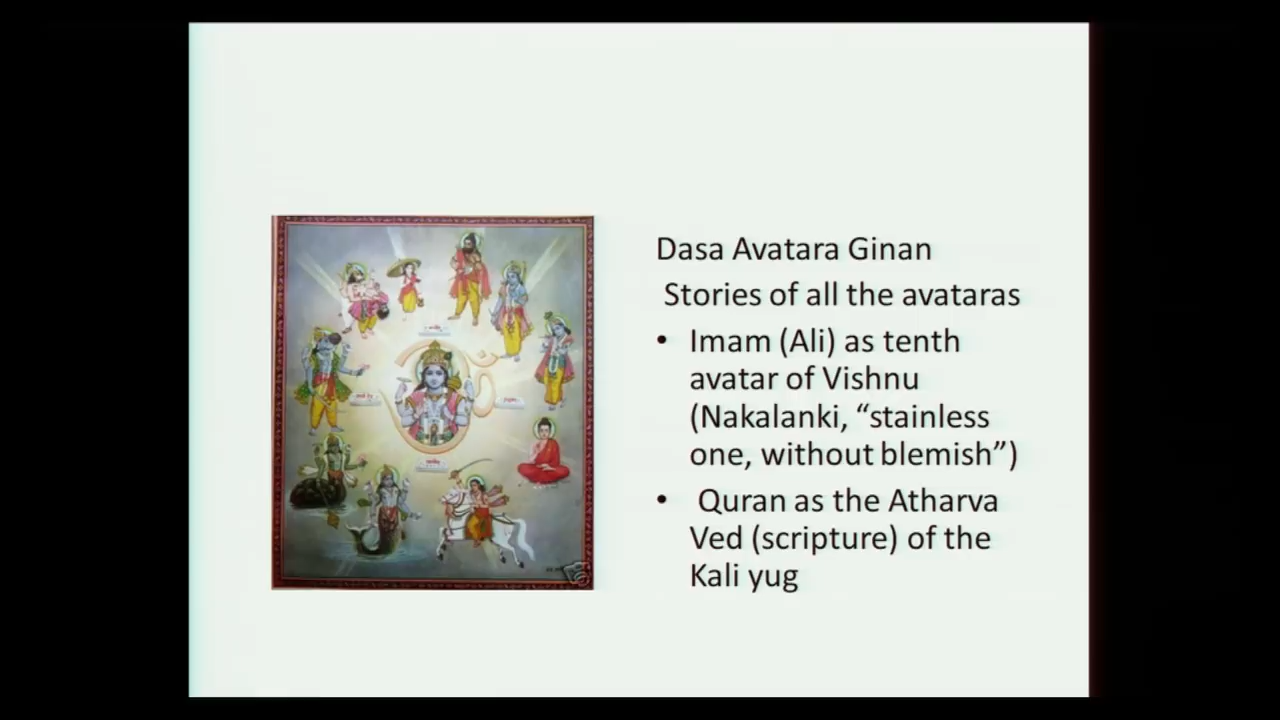 Dasa Avatara Ginan
Stories of all the avataras
• Imam (Ali) as tenth
avatar of Vishnu
(Nakalanki, “stainless
one, without blemish”)
• Quran as the Atharva
Ved (scripture) of the
Kali yug